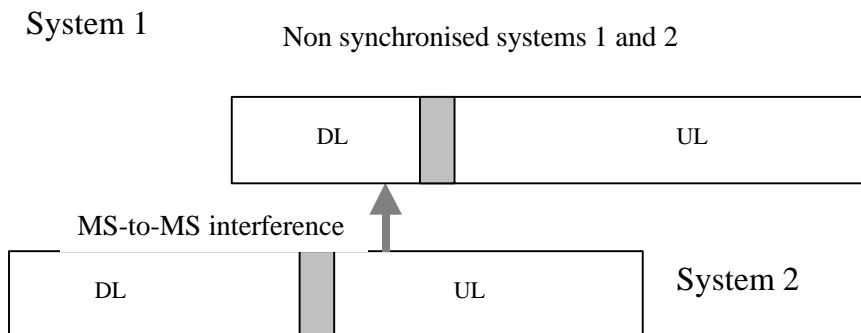 System 1
Non synchronised systems 1 and 2
DL
UL
MS-to-MS interference
DL
UL
System 2